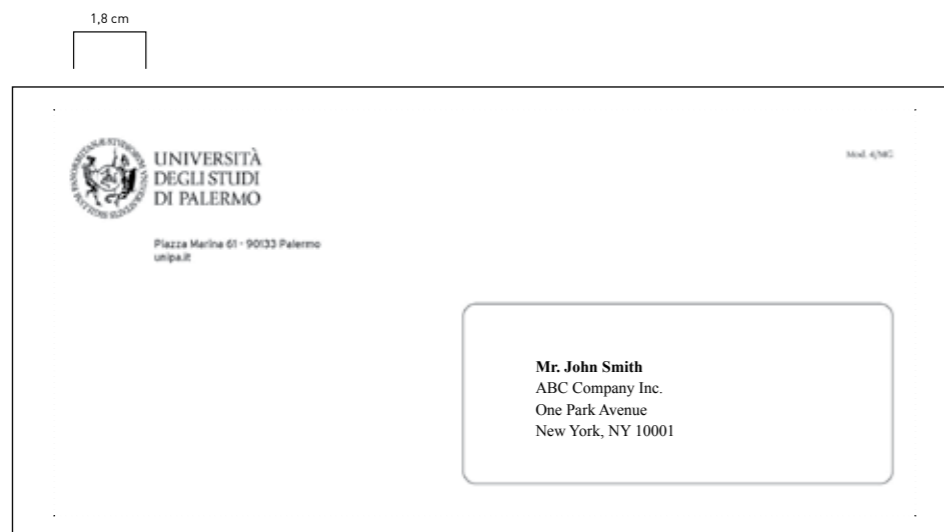 1,8 cm
UNIVERSITÀ
DEGLI STUDI
DI PALERMO
Mod. 4/MG
Piazza Marina 61 - 90133 Palermo
unipa.it
Mr. John Smith
ABC Company Inc.
One Park Avenue
New York, NY 10001